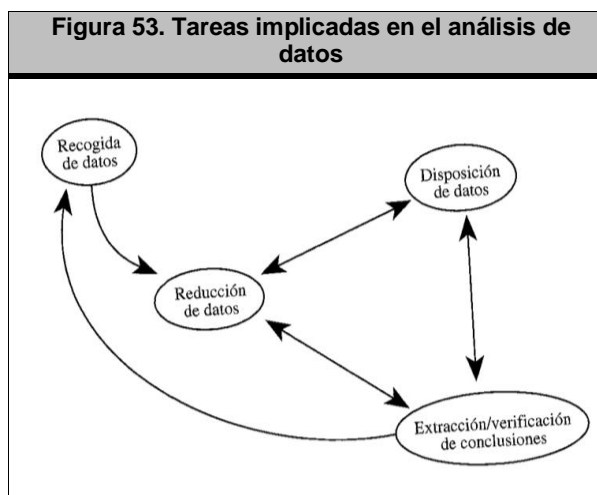 Figura 53. Tareas implicadas en el análisis de
datos
Recogida
de datos
Disposición
de datos
Reducción
de datos
Extracción/verificación
de conclusiones